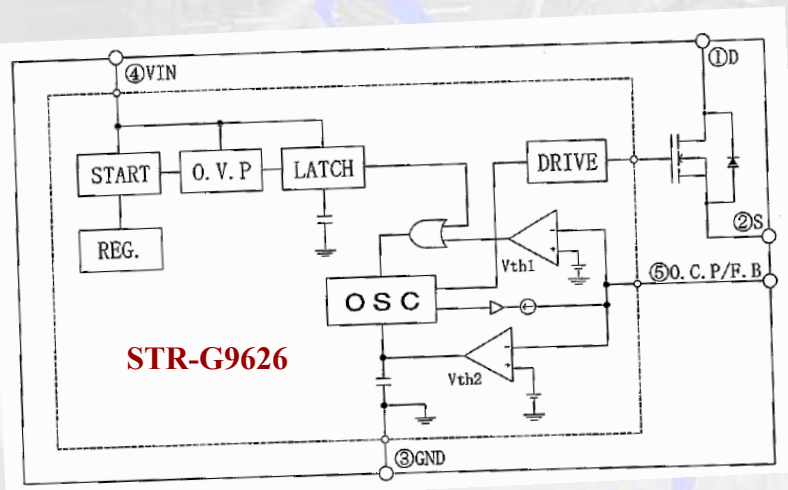 ④VIN
①D
START
O.V.P
LATCH
DRIVE
REG.
②S
Vth1
⑤O.C.P/F.B
OSC
STR-G9626
Vth2
③GND